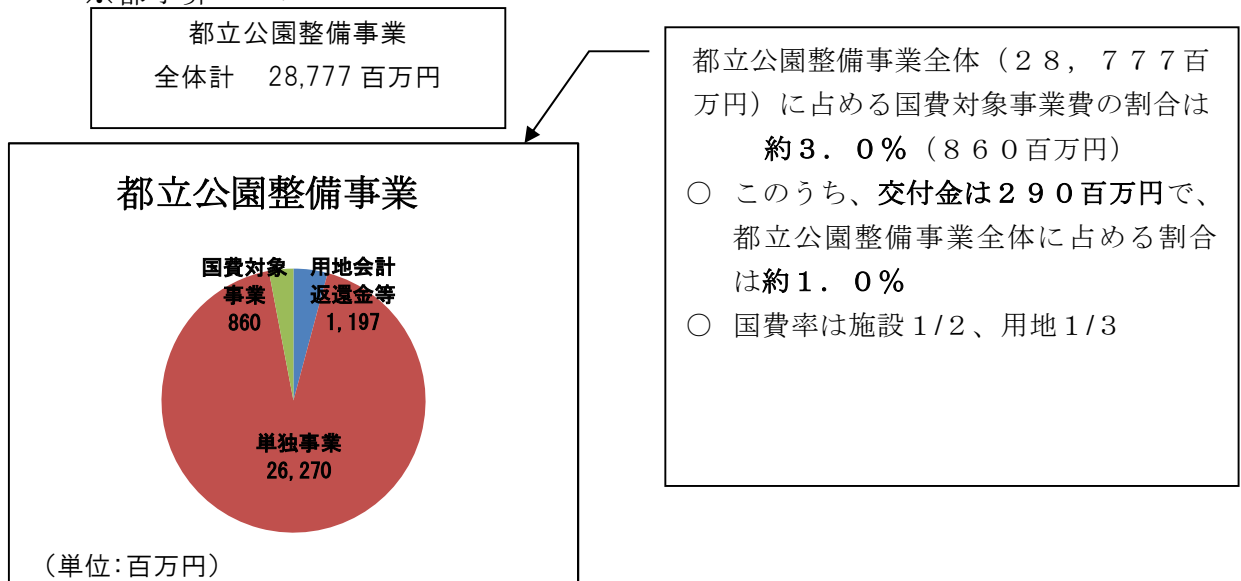 都立公園整備事業
全体計　28,777 百万円
都立公園整備事業全体（２８，７７７百
万円）に占める国費対象事業費の割合は
約３．０％（８６０百万円）
○ このうち、交付金は２９０百万円で、
都立公園整備事業全体に占める割合
は約１．０％
○ 国費率は施設 1/2、用地 1/3
都立公園整備事業
国費対象
事業
860
用地会計
返還金等
1,197
単独事業
26,270
（単位：百万円）